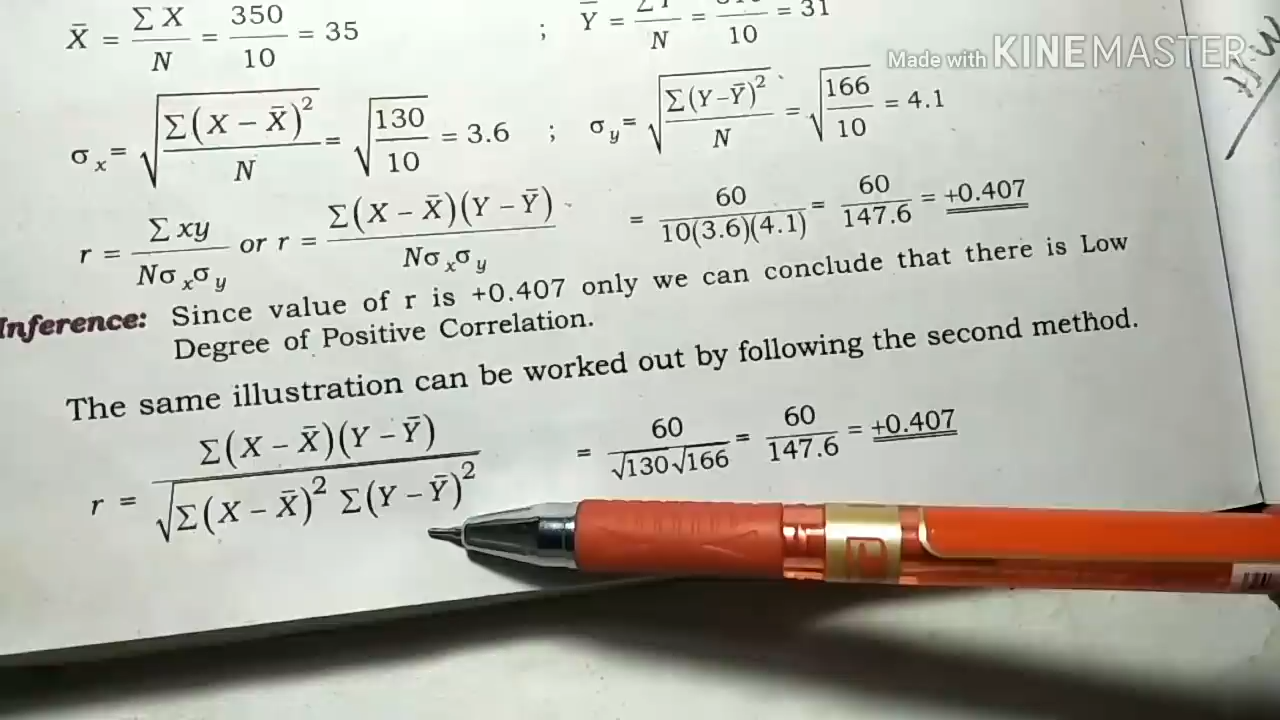 X̄ = ΣX/N = 350/10 = 35 ; Ȳ = ΣY/N = /10 = 31
Made with KINEMASTER
σx = √(Σ(X – X̄)²/N) = √(130/10) = 3.6 ; σy = √(Σ(Y–Ȳ)²/N) = √(166/10) = 4.1
r = Σxy/Nσxσy or r = Σ(X – X̄)(Y – Ȳ)/Nσxσy = 60/10(3.6)(4.1) = 60/147.6 = +0.407
Inference: Since value of r is +0.407 only we can conclude that there is Low
Degree of Positive Correlation.
The same illustration can be worked out by following the second method.
r = Σ(X – X̄)(Y – Ȳ)/√Σ(X – X̄)² Σ(Y – Ȳ)² = 60/√130√166 = 60/147.6 = +0.407